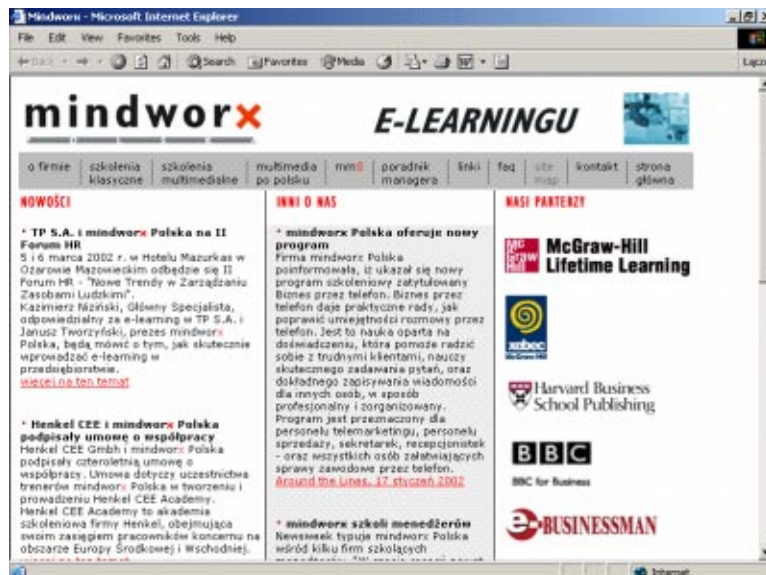 Mindworx - Microsoft Internet Explorer
File Edit View Favorites Tools Help
Back Search Favorites Media
mindworx
E-LEARNINGU
o firmie
szkolenia klasyczne
szkolenia multimedialne
multimedia po polsku
mm8
poradnik managera
linki
faq
site map
kontakt
strona główna
NOWOŚCI
* TP S.A. i mindworx Polska na II
Forum HR
5 i 6 marca 2002 r. w Hotelu Mazurkas w
Ożarowie Mazowieckim odbędzie się II
Forum HR - "Nowe Trendy w Zarządzaniu
Zasobami Ludzkimi".
Kazimierz Niziński, Główny Specjalista,
odpowiedzialny za e-learning w TP S.A. i
Janusz Tworzyński, prezes mindworx
Polska, będą mówić o tym, jak skutecznie
wprowadzać e-learning w
przedsiębiorstwie.
więcej na ten temat
* Henkel CEE i mindworx Polska
podpisały umowę o współpracy
Henkel CEE Gmbh i mindworx Polska
podpisały czteroletnią umowę o
współpracy. Umowa dotyczy uczestnictwa
trenerów mindworx Polska w tworzeniu i
prowadzeniu Henkel CEE Academy.
Henkel CEE Academy to akademia
szkoleniowa firmy Henkel, obejmująca
swoim zasięgiem pracowników koncernu na
obszarze Europy Środkowej i Wschodniej.
więcej na ten temat
INNI O NAS
* mindworx Polska oferuje nowy
program
Firma mindworx Polska
poinformowała, iż ukazał się nowy
program szkoleniowy zatytułowany
Biznes przez telefon. Biznes przez
telefon daje praktyczne rady, jak
poprawić umiejętności rozmowy przez
telefon. Jest to nauka oparta na
doświadczeniu, która pomoże radzić
sobie z trudnymi klientami, nauczy
skutecznego zadawania pytań, oraz
dokładnego zapisywania wiadomości
dla innych osób, w sposób
profesjonalny i zorganizowany.
Program jest przeznaczony dla
personelu telemarketingu, personelu
sprzedaży, sekretarek, recepcjonistek
- oraz wszystkich osób załatwiających
sprawy zawodowe przez telefon.
Around the Lines, 17 styczeń 2002
* mindworx szkoli menedżerów
Newsweek typuje mindworx Polska
wśród kilku firm szkolących
NASI PARTERZY
Mc Graw Hill
McGraw-Hill
Lifetime Learning
xebec
McGraw-Hill
Harvard Business
School Publishing
BBC
BBC for Business
E-BUSINESSMAN
Internet